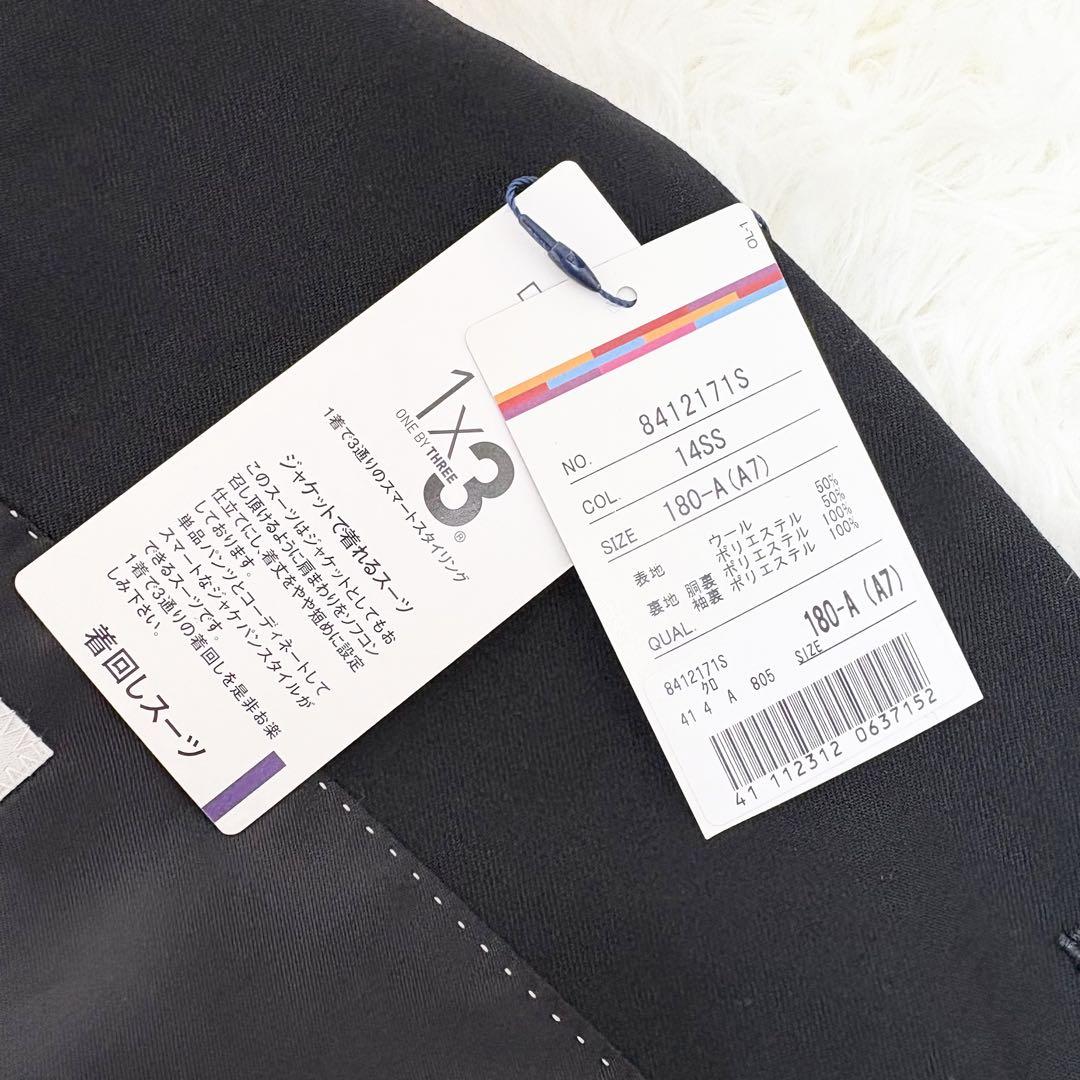 1×3®
ONE BY THREE
1着で3通りのスマートスタイリング
ジャケットで着れるスーツ
このスーツはジャケットとしてもお
召し頂けるように肩まわりをソフコン
仕立てにし、着丈をやや短めに設定
しております。
単品パンツとコーディネートして
スマートなジャケパンスタイルが
できるスーツです。
1着で3通りの着回しを是非お楽
しみ下さい。
着回しスーツ
OL-1
NO. 8412171S
COL. 14SS
SIZE 180-A(A7)
表地 ウール 50%
ポリエステル 50%
裏地 胴裏 ポリエステル 100%
袖裏 ポリエステル 100%
QUAL.
SIZE 180-A (A7)
8412171S
ｸﾛ
41 4 A 805
41 112312 0637152